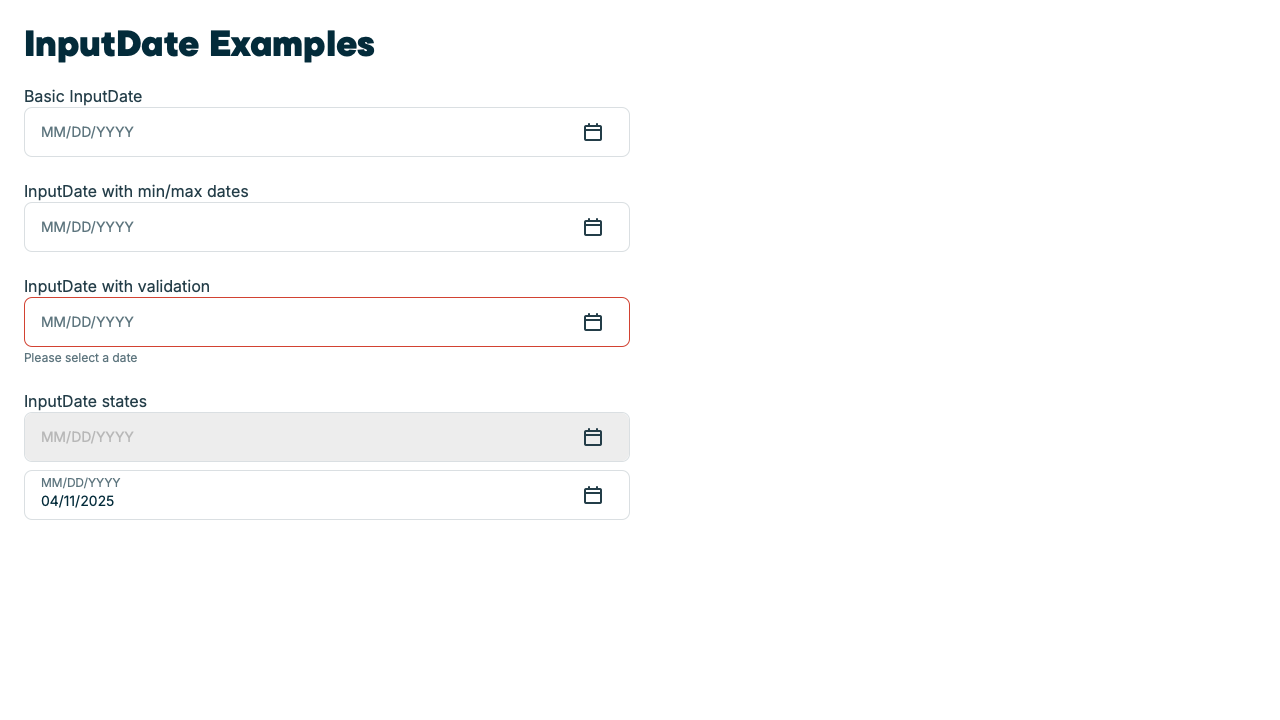 InputDate Examples
Basic InputDate
MM/DD/YYYY
InputDate with min/max dates
MM/DD/YYYY
InputDate with validation
MM/DD/YYYY
Please select a date
InputDate states
MM/DD/YYYY
MM/DD/YYYY
04/11/2025